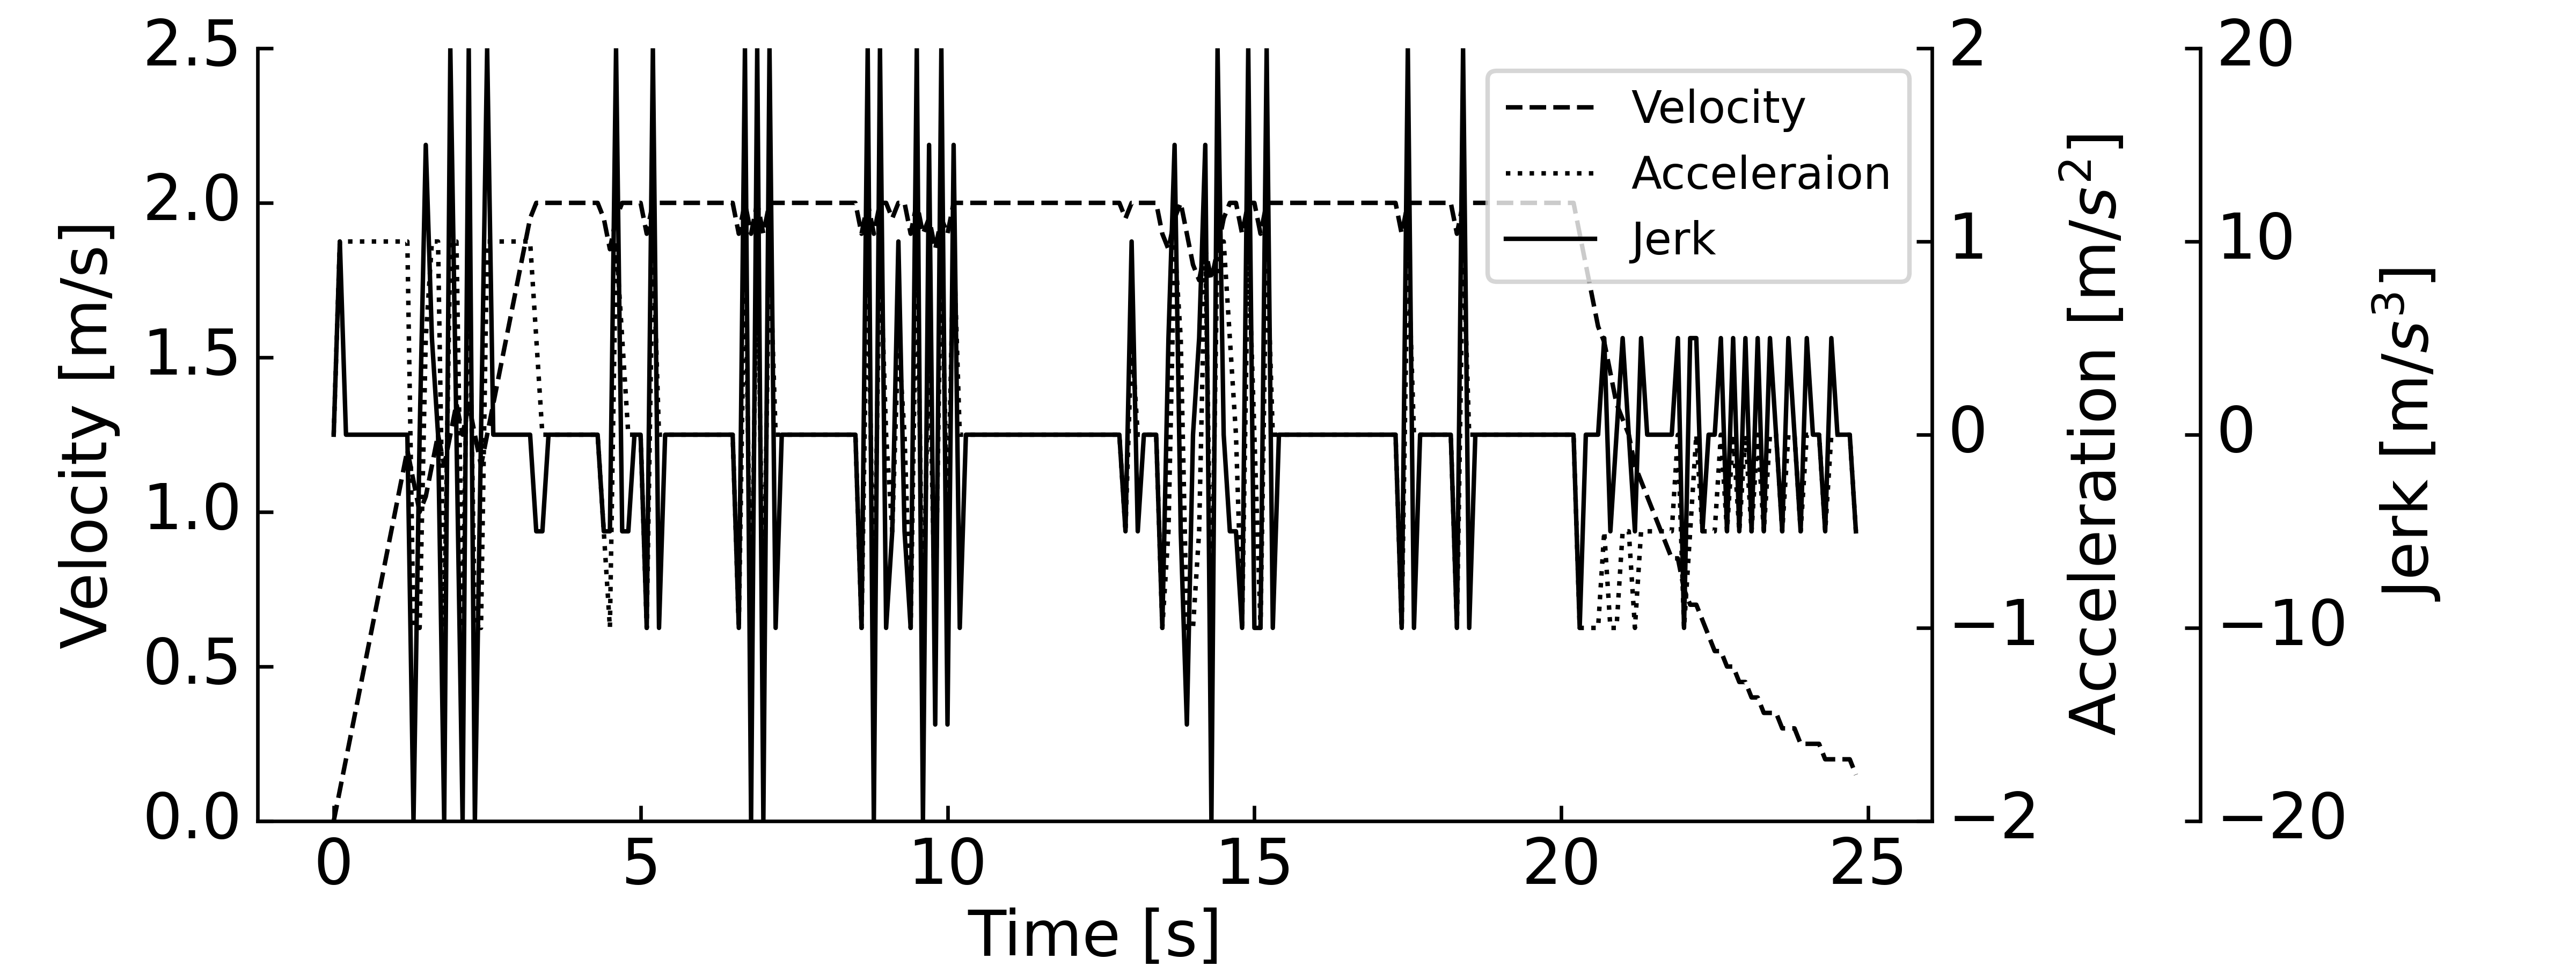 Velocity [m/s]
2.5
2.0
1.5
1.0
0.5
0.0
0 5 10 15 20 25
Time [s]
Velocity
Acceleraion
Jerk
2
1
0
−1
−2
Acceleration [m/s²]
20
10
0
−10
−20
Jerk [m/s³]